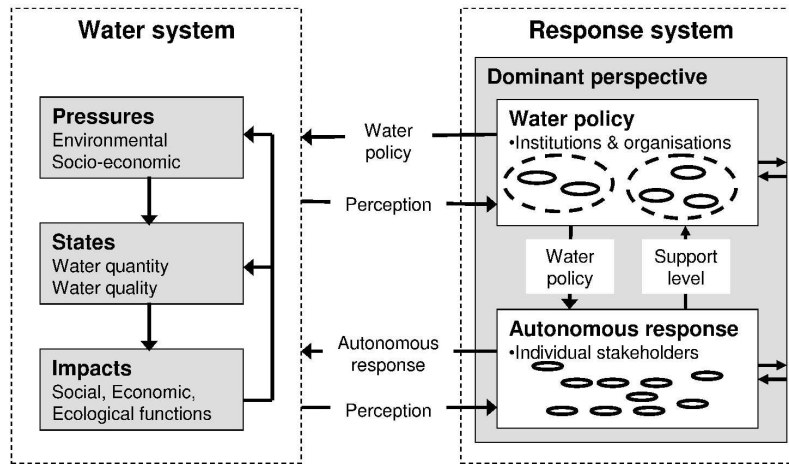 Water system
Pressures
Environmental
Socio-economic
States
Water quantity
Water quality
Impacts
Social, Economic,
Ecological functions
Water
policy
Perception
Autonomous
response
Perception
Response system
Dominant perspective
Water policy
•Institutions & organisations
Water
policy
Support
level
Autonomous response
•Individual stakeholders